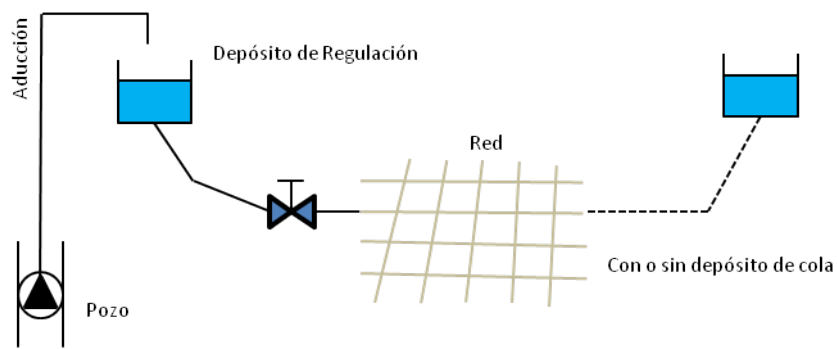 Aducción
Depósito de Regulación
Red
Con o sin depósito de cola
Pozo